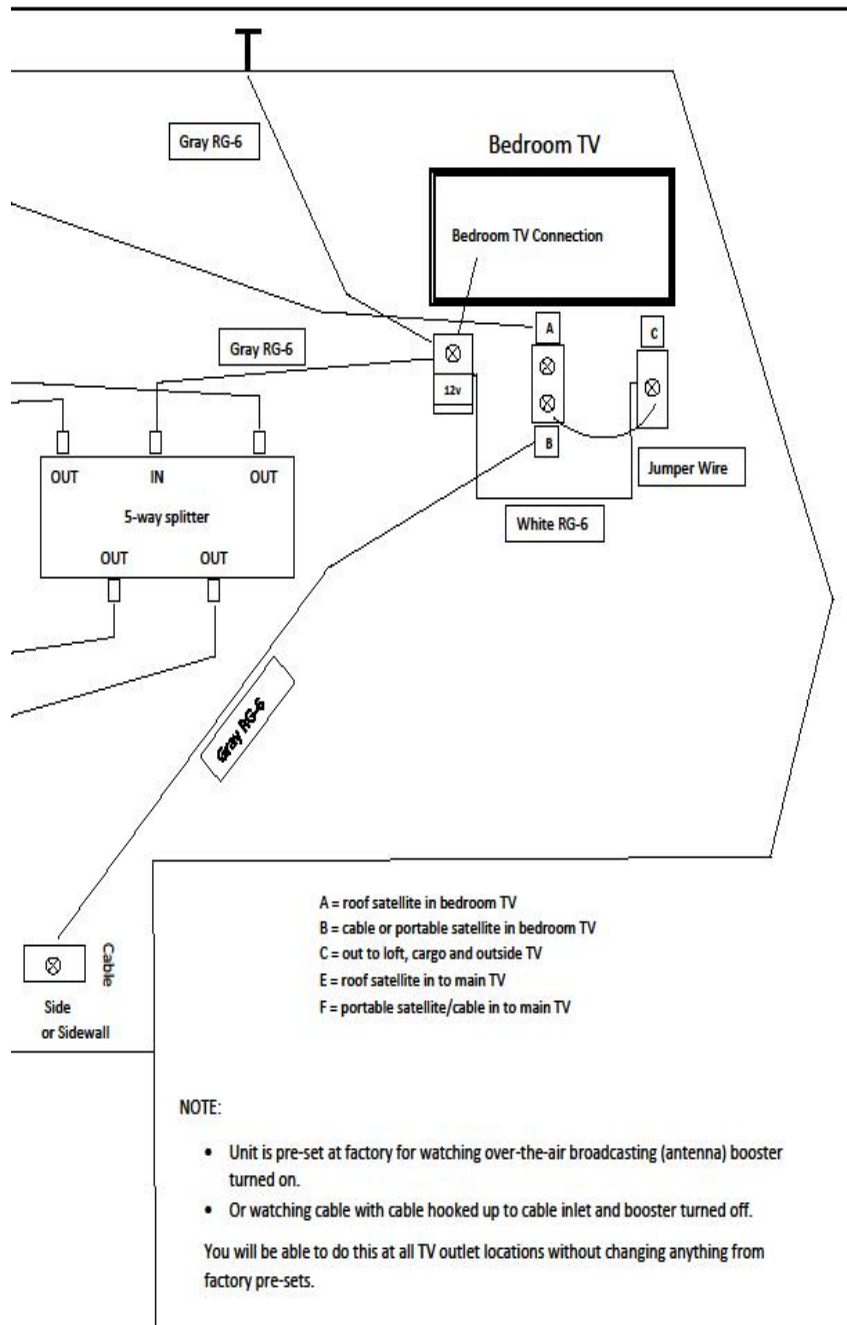 Gray RG-6
Bedroom TV
Bedroom TV Connection
A
C
Gray RG-6
12v
B
Jumper Wire
OUT IN OUT
5-way splitter
White RG-6
OUT OUT
Gray RG-6
A = roof satellite in bedroom TV
B = cable or portable satellite in bedroom TV
C = out to loft, cargo and outside TV
E = roof satellite in to main TV
F = portable satellite/cable in to main TV
Cable
Side
or Sidewall
NOTE:
• Unit is pre-set at factory for watching over-the-air broadcasting (antenna) booster
turned on.
• Or watching cable with cable hooked up to cable inlet and booster turned off.
You will be able to do this at all TV outlet locations without changing anything from
factory pre-sets.